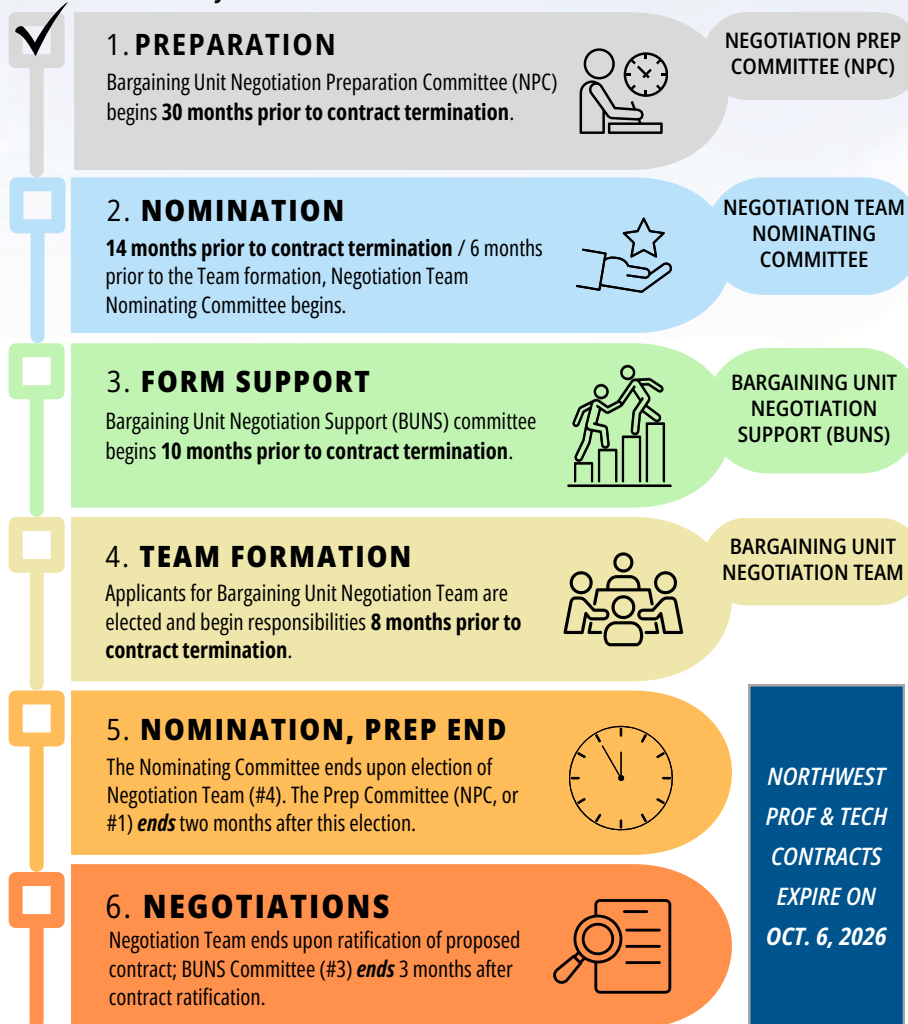 1. PREPARATION
Bargaining Unit Negotiation Preparation Committee (NPC)
begins 30 months prior to contract termination.
NEGOTIATION PREP
COMMITTEE (NPC)
2. NOMINATION
14 months prior to contract termination / 6 months
prior to the Team formation, Negotiation Team
Nominating Committee begins.
NEGOTIATION TEAM
NOMINATING
COMMITTEE
3. FORM SUPPORT
Bargaining Unit Negotiation Support (BUNS) committee
begins 10 months prior to contract termination.
BARGAINING UNIT
NEGOTIATION
SUPPORT (BUNS)
4. TEAM FORMATION
Applicants for Bargaining Unit Negotiation Team are
elected and begin responsibilities 8 months prior to
contract termination.
BARGAINING UNIT
NEGOTIATION TEAM
5. NOMINATION, PREP END
The Nominating Committee ends upon election of
Negotiation Team (#4). The Prep Committee (NPC, or
#1) ends two months after this election.
6. NEGOTIATIONS
Negotiation Team ends upon ratification of proposed
contract; BUNS Committee (#3) ends 3 months after
contract ratification.
NORTHWEST
PROF & TECH
CONTRACTS
EXPIRE ON
OCT. 6, 2026